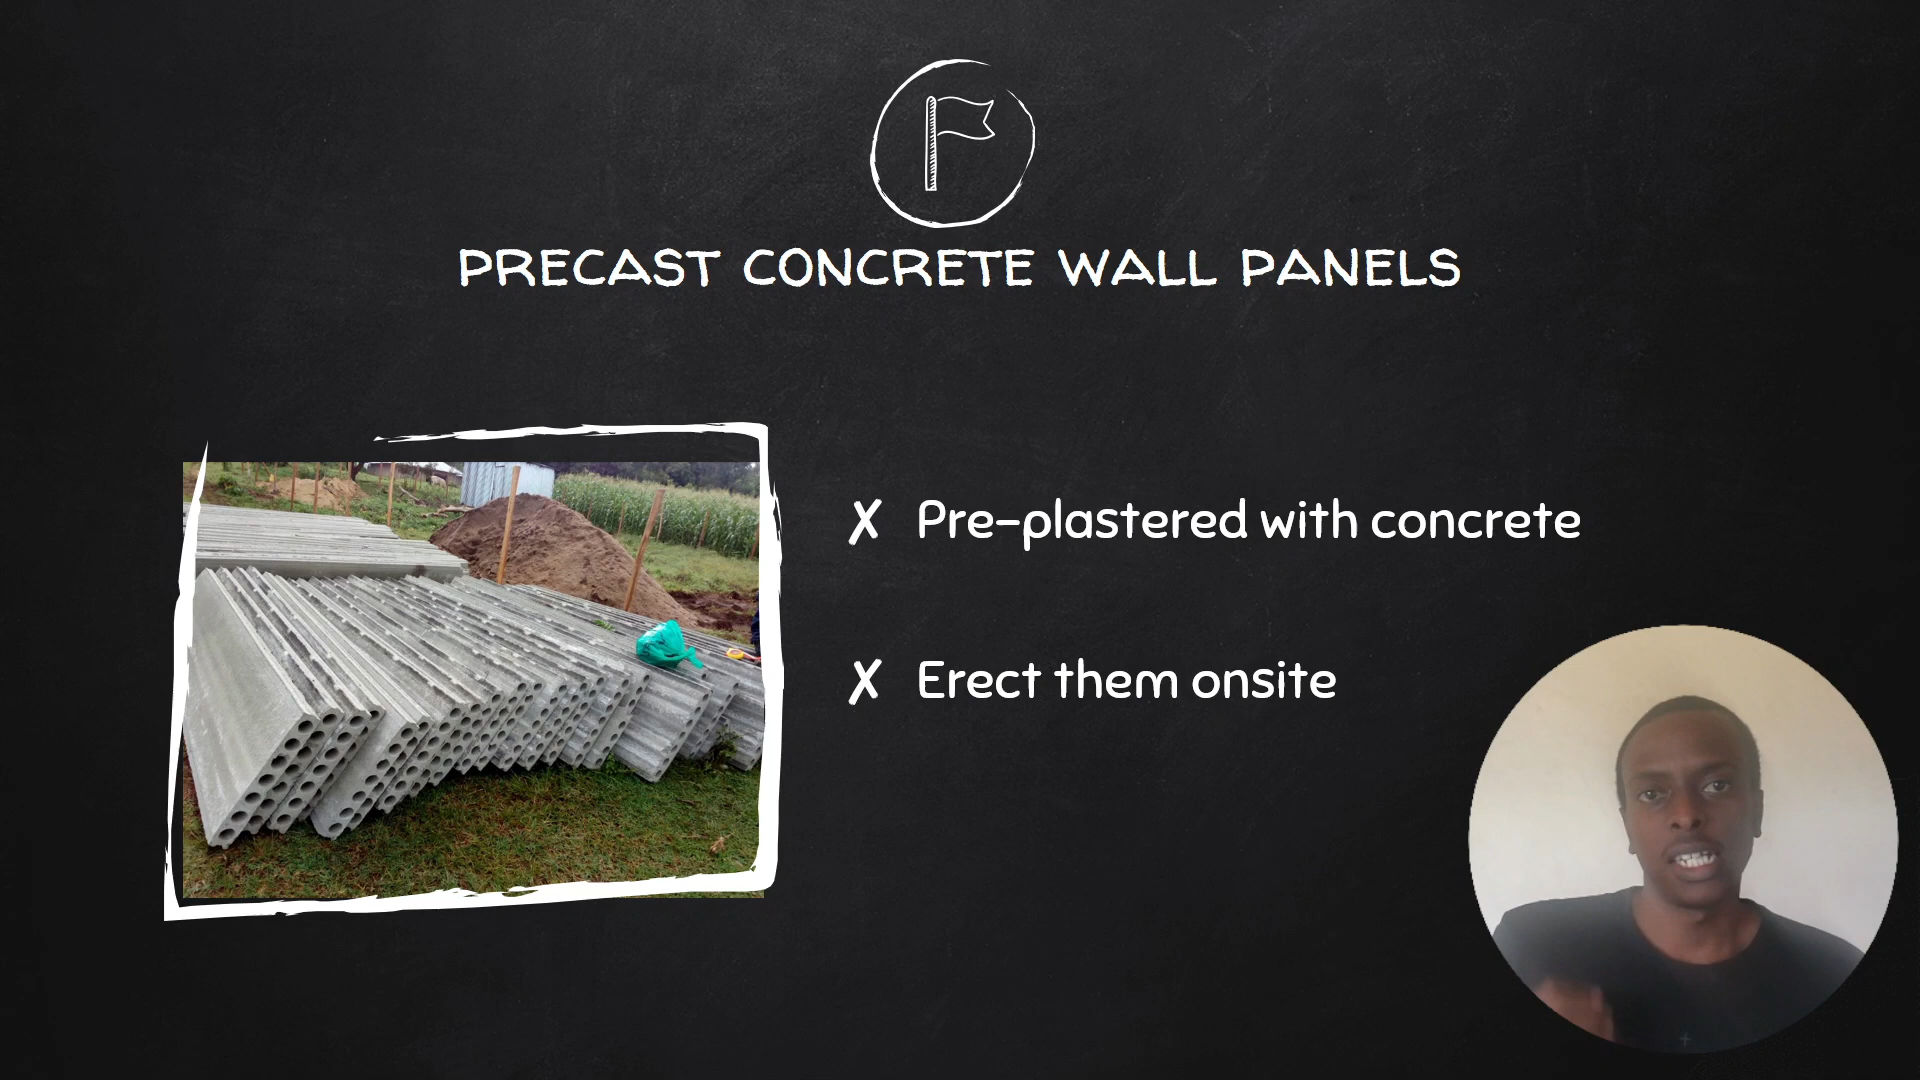 PRECAST CONCRETE WALL PANELS
✗ Pre-plastered with concrete
✗ Erect them onsite